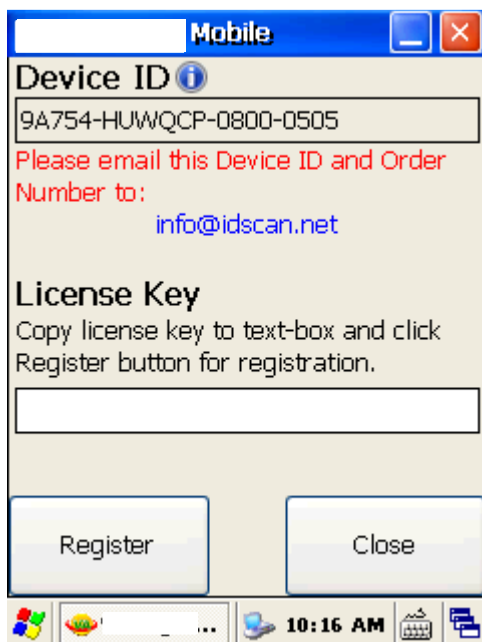 Mobile
Device ID
9A754-HUWQCP-0800-0505
Please email this Device ID and Order
Number to:
info@idscan.net
License Key
Copy license key to text-box and click
Register button for registration.
Register
Close
10:16 AM